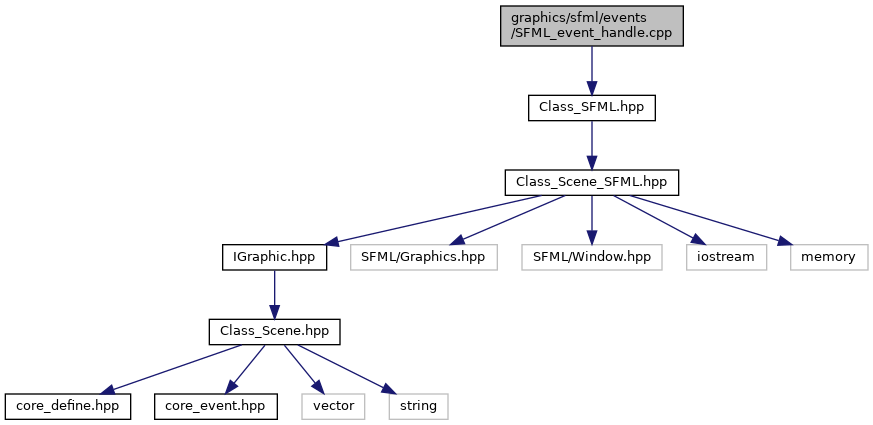 graphics/sfml/events
/SFML_event_handle.cpp
Class_SFML.hpp
Class_Scene_SFML.hpp
IGraphic.hpp
SFML/Graphics.hpp
SFML/Window.hpp
iostream
memory
Class_Scene.hpp
core_define.hpp
core_event.hpp
vector
string